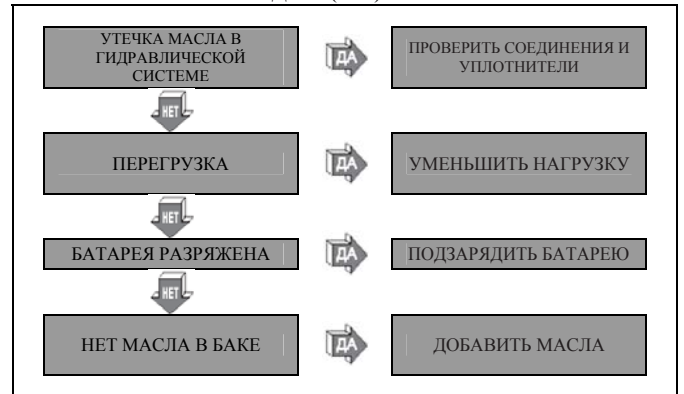 УТЕЧКА МАСЛА В
ГИДРАВЛИЧЕСКОЙ
СИСТЕМЕ
ДА
ПРОВЕРИТЬ СОЕДИНЕНИЯ И
УПЛОТНИТЕЛИ
НЕТ
ПЕРЕГРУЗКА
ДА
УМЕНЬШИТЬ НАГРУЗКУ
НЕТ
БАТАРЕЯ РАЗРЯЖЕНА
ДА
ПОДЗАРЯДИТЬ БАТАРЕЮ
НЕТ
НЕТ МАСЛА В БАКЕ
ДА
ДОБАВИТЬ МАСЛА